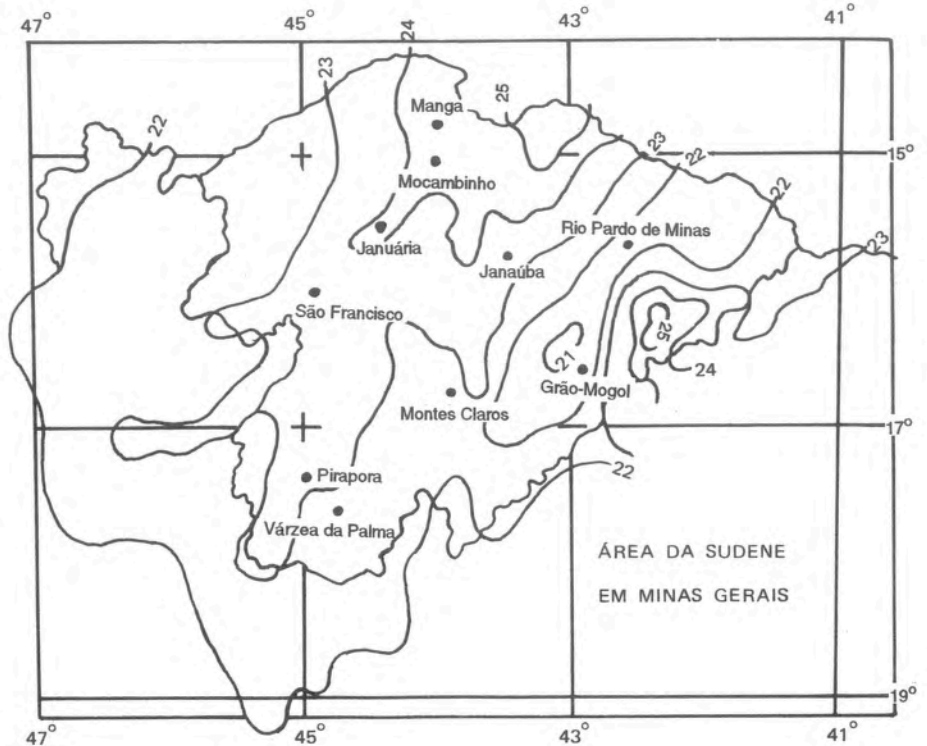 47°
45°
43°
41°
24
23
22
25
Manga
23
22
15°
Mocambinho
22
Rio Pardo de Minas
Januária
23
Janaúba
São Francisco
25
21
24
Grão-Mogol
Montes Claros
17°
22
Pirapora
Várzea da Palma
ÁREA DA SUDENE
EM MINAS GERAIS
19°
47°
45°
43°
41°